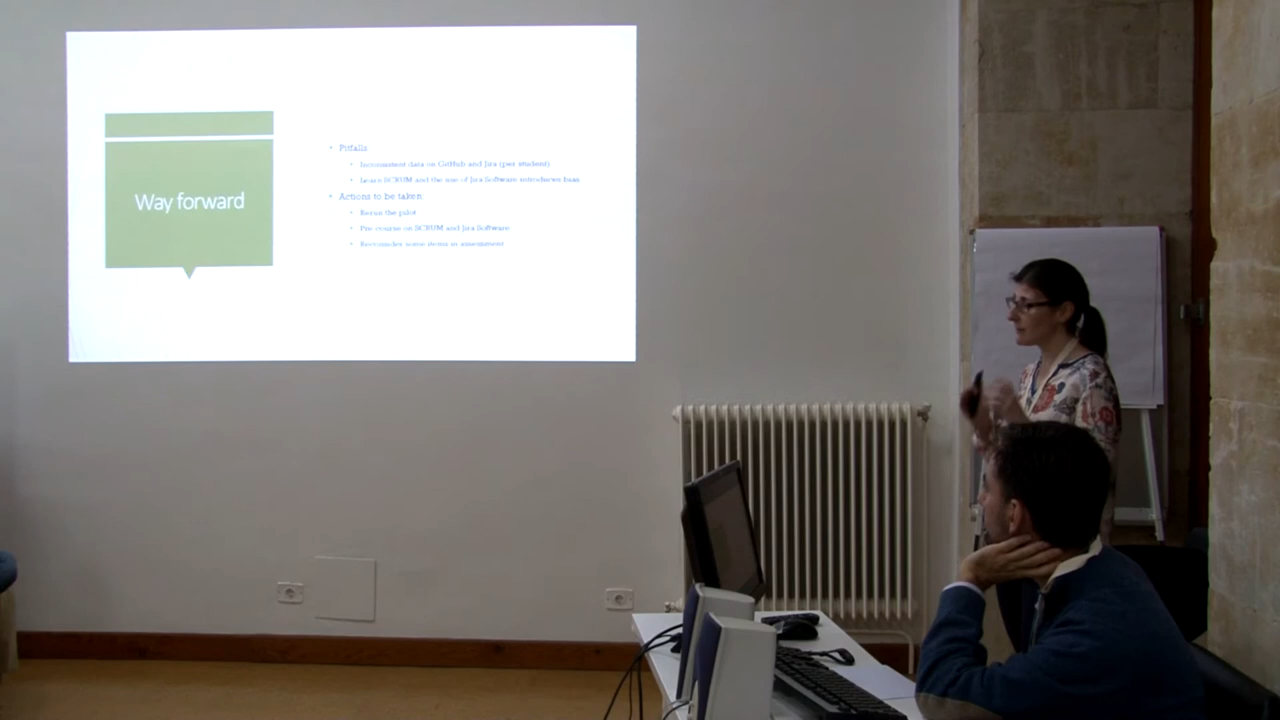 Way forward
Pitfalls
Inconsistent data on GitHub and Jira (per student)
Learn SCRUM and the use of Jira Software introduces bias
Actions to be taken
Rerun the pilot
Pre-course on SCRUM and Jira Software
Reconsider some items in assessment